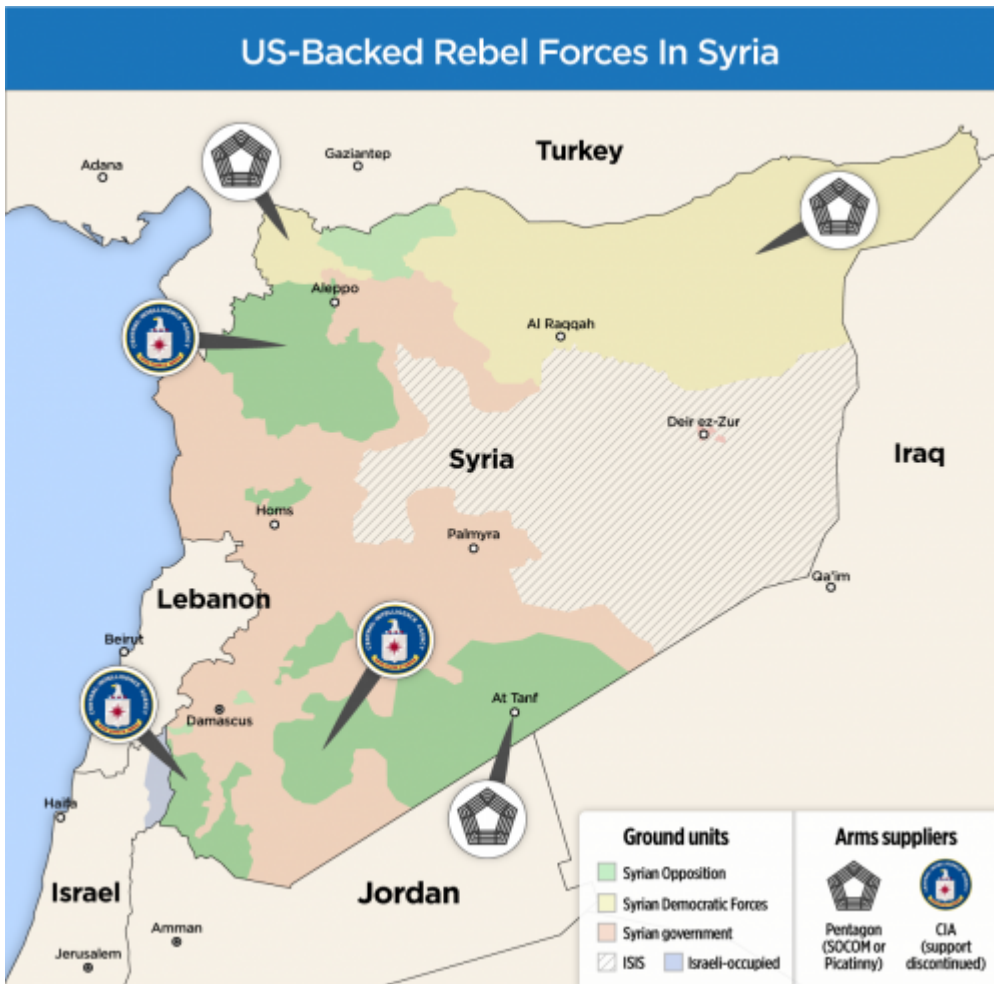 US-Backed Rebel Forces In Syria
Adana
Gaziantep
Turkey
Aleppo
Al Raqqah
Deir ez-Zur
Syria
Iraq
Homs
Palmyra
Qa'im
Lebanon
Beirut
At Tanf
Damascus
Haifa
Israel
Jordan
Amman
Jerusalem
Ground units
Syrian Opposition
Syrian Democratic Forces
Syrian government
ISIS
Israeli-occupied
Arms suppliers
Pentagon
(SOCOM or
Picatinny)
CIA
(support
discontinued)